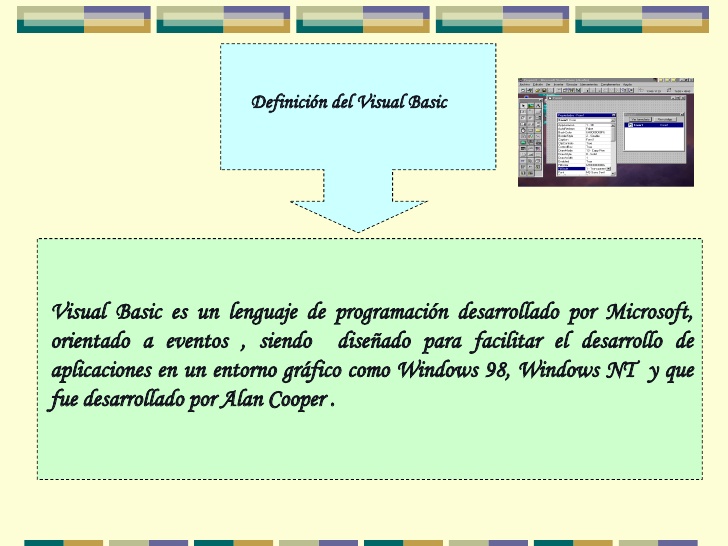 Definición del Visual Basic
Visual Basic es un lenguaje de programación desarrollado por Microsoft,
orientado a eventos , siendo diseñado para facilitar el desarrollo de
aplicaciones en un entorno gráfico como Windows 98, Windows NT y que
fue desarrollado por Alan Cooper .